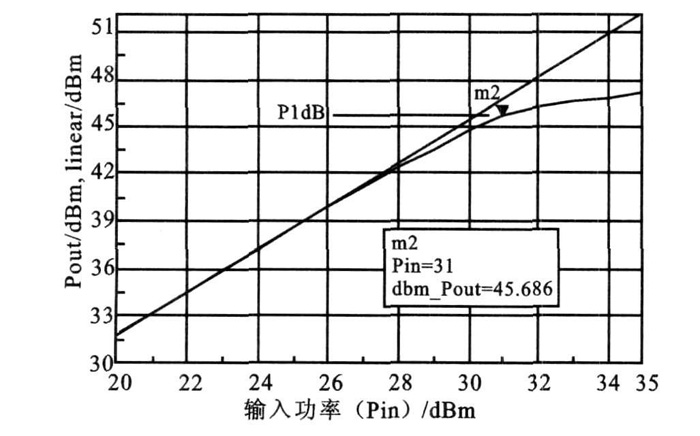 Pout/dBm, linear/dBm
51
48
45
42
39
36
33
30
m2
P1dB
m2
Pin=31
dbm_Pout=45.686
20 22 24 26 28 30 32 34 35
输入功率（Pin）/dBm